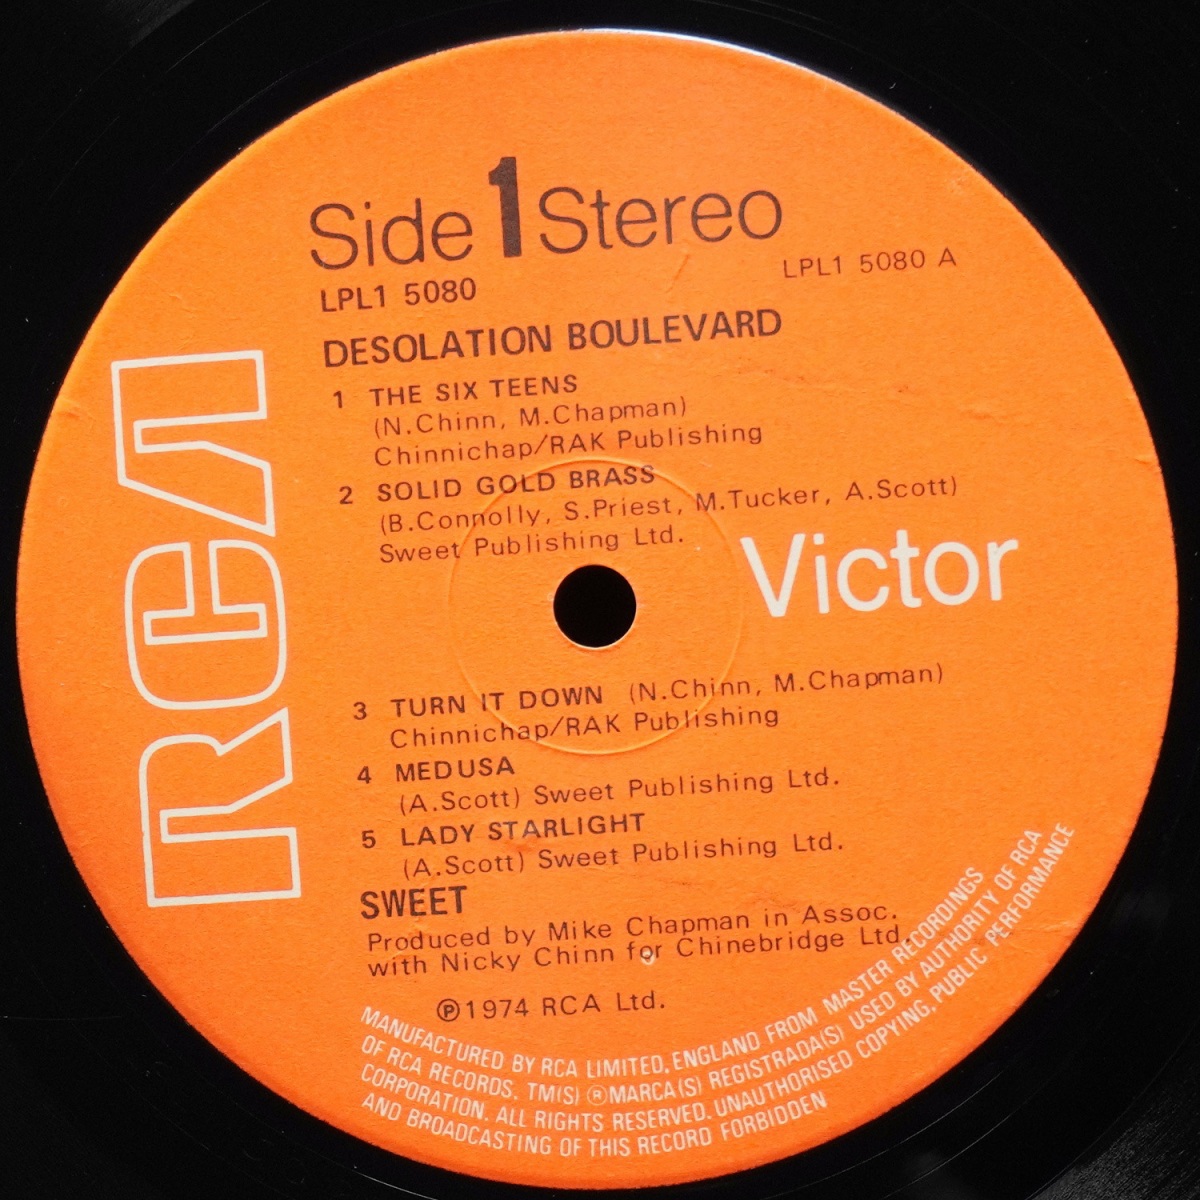 Side 1 Stereo
LPL1 5080
LPL1 5080 A
DESOLATION BOULEVARD
1 THE SIX TEENS
(N.Chinn, M.Chapman)
Chinnichap/RAK Publishing
2 SOLID GOLD BRASS
(B.Connolly, S.Priest, M.Tucker, A.Scott)
Sweet Publishing Ltd.
RCA
Victor
3 TURN IT DOWN (N.Chinn, M.Chapman)
Chinnichap/RAK Publishing
4 MEDUSA
(A.Scott) Sweet Publishing Ltd.
5 LADY STARLIGHT
(A.Scott) Sweet Publishing Ltd.
SWEET
Produced by Mike Chapman in Assoc.
with Nicky Chinn for Chinebridge Ltd
℗1974 RCA Ltd.
MANUFACTURED BY RCA LIMITED, ENGLAND FROM MASTER RECORDINGS
OF RCA RECORDS. TM(S) ®MARCA(S) REGISTRADA(S) USED BY AUTHORITY OF RCA
CORPORATION. ALL RIGHTS RESERVED. UNAUTHORISED COPYING, PUBLIC PERFORMANCE
AND BROADCASTING OF THIS RECORD FORBIDDEN